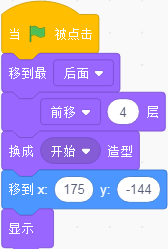 当 被点击
移到最 后面
前移 4 层
换成 开始 造型
移到 x: 175 y: -144
显示